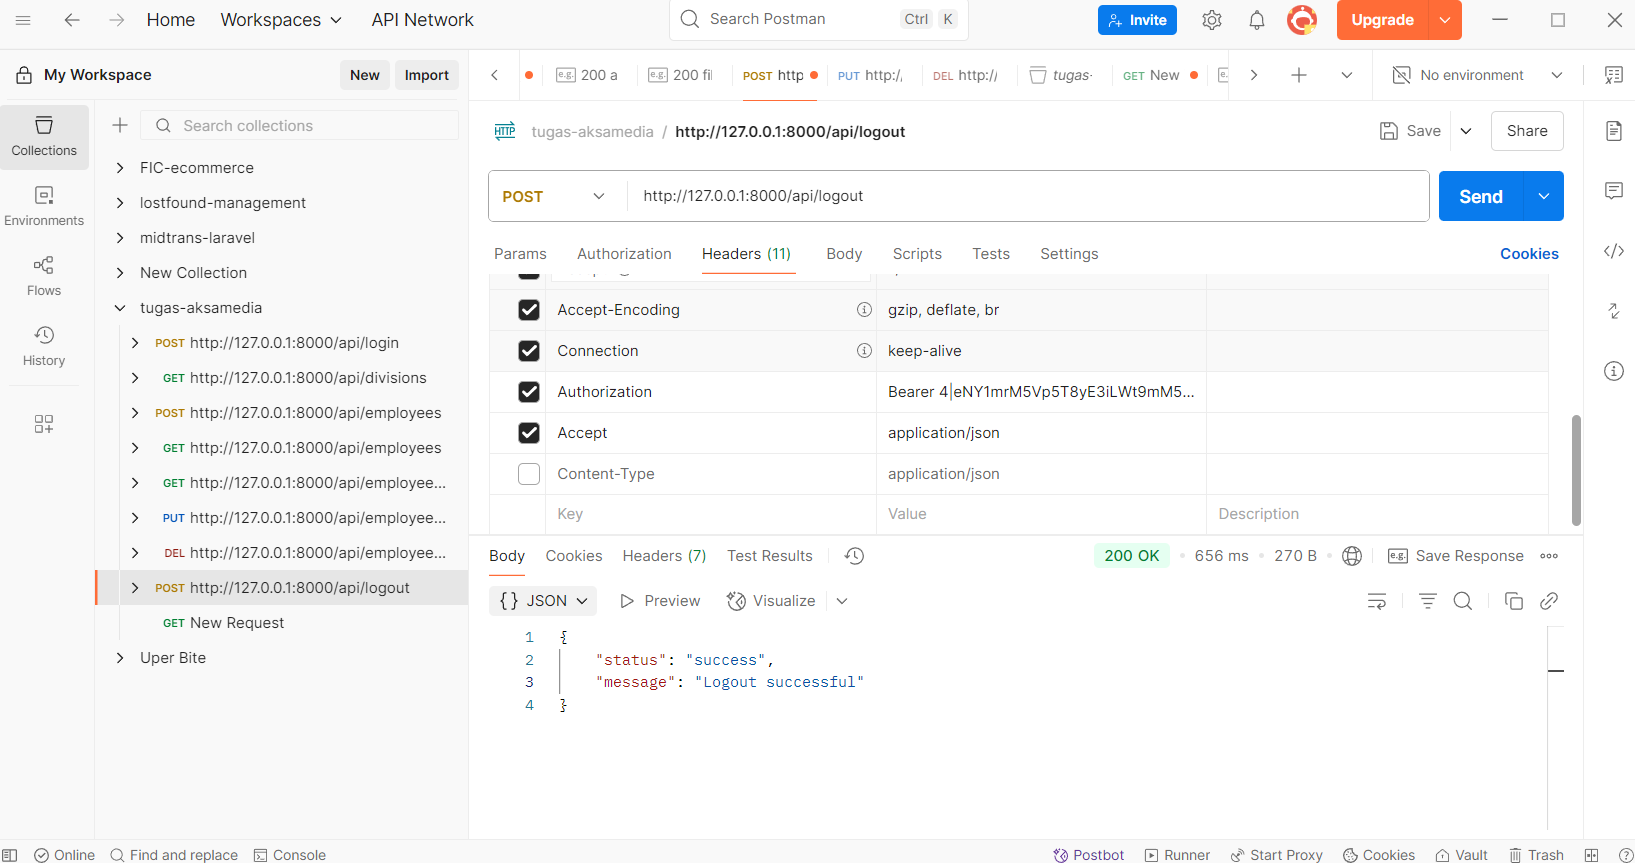 Home Workspaces API Network Search Postman Ctrl K Invite Upgrade
My Workspace New Import
e.g. 200 a e.g. 200 fil POST http DEL http:/ tugas- GET New No environment
PUT http:/
Collections
Environments
Flows
History
Search collections
FIC-ecommerce
lostfound-management
midtrans-laravel
New Collection
tugas-aksamedia
POST http://127.0.0.1:8000/api/login
GET http://127.0.0.1:8000/api/divisions
POST http://127.0.0.1:8000/api/employees
GET http://127.0.0.1:8000/api/employees
GET http://127.0.0.1:8000/api/employee...
PUT http://127.0.0.1:8000/api/employee...
DEL http://127.0.0.1:8000/api/employee...
POST http://127.0.0.1:8000/api/logout
GET New Request
Uper Bite
HTTP tugas-aksamedia / http://127.0.0.1:8000/api/logout Save Share
POST http://127.0.0.1:8000/api/logout Send
Params Authorization Headers (11) Body Scripts Tests Settings Cookies
Accept-Encoding gzip, deflate, br
Connection keep-alive
Authorization Bearer 4|eNY1mrM5Vp5T8yE3iLWt9mM5...
Accept application/json
Content-Type application/json
Key Value Description
Body Cookies Headers (7) Test Results 200 OK 656 ms 270 B e.g. Save Response
{} JSON Preview Visualize
1 {
2 "status": "success",
3 "message": "Logout successful"
4 }
Online Find and replace Console Postbot Runner Start Proxy Cookies Vault Trash